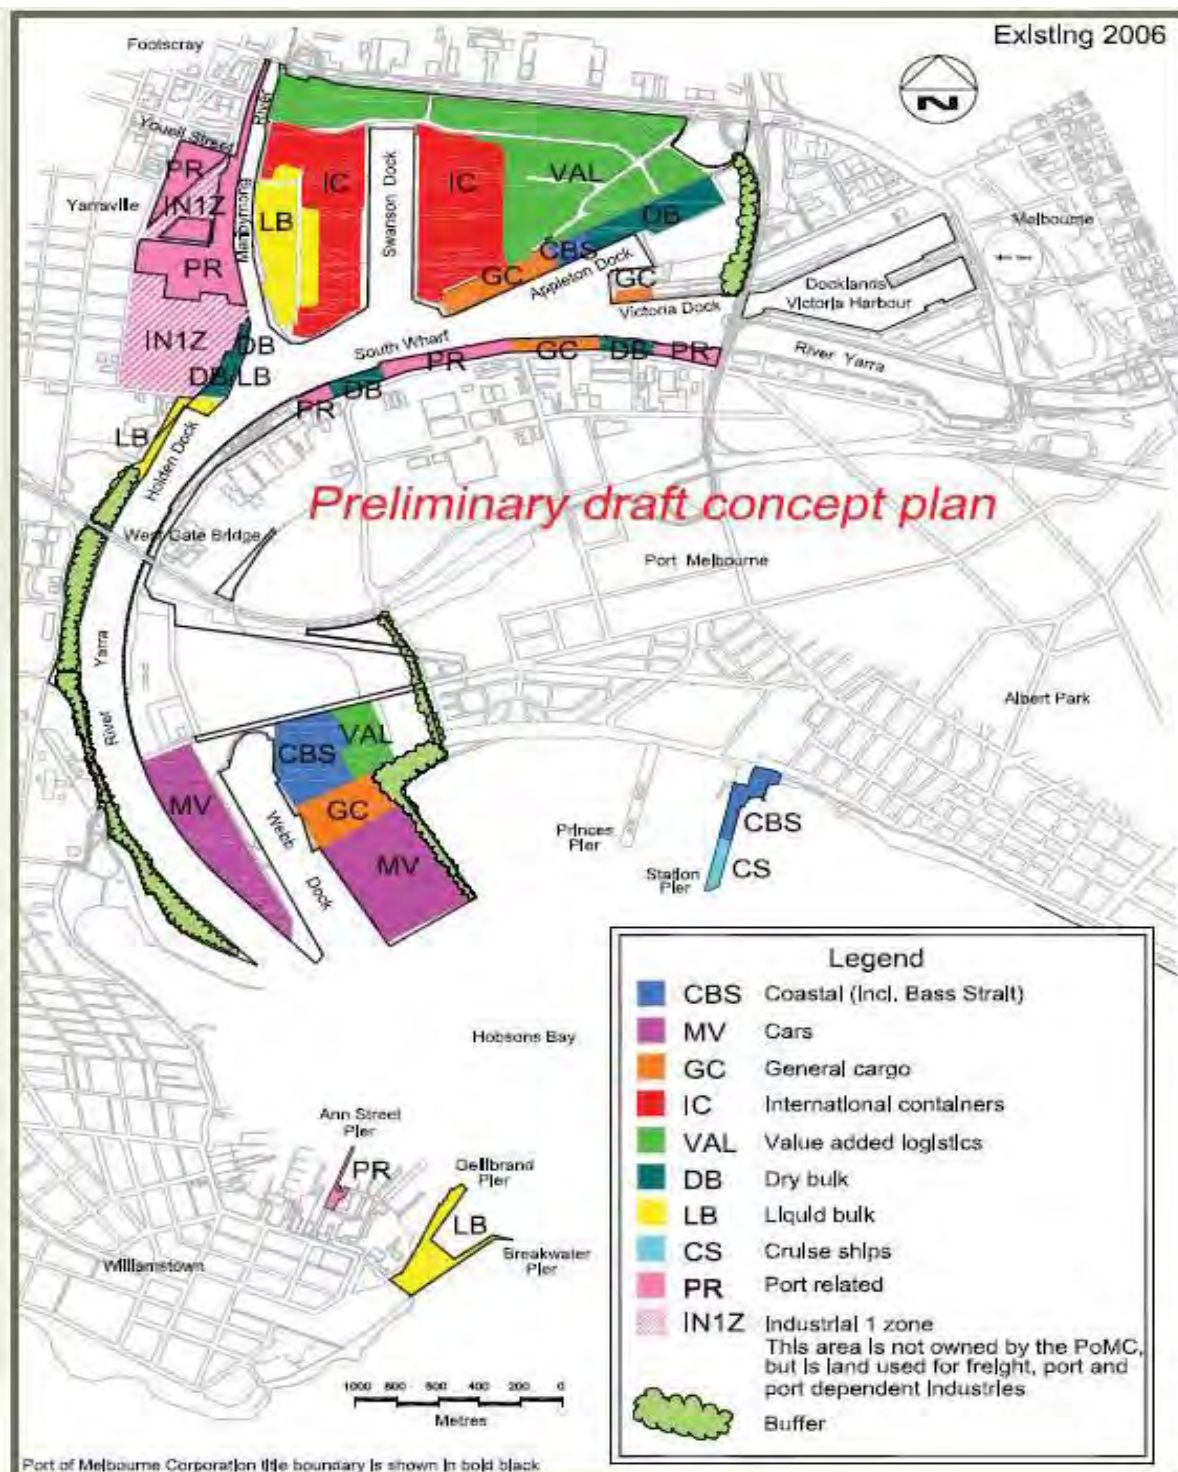 Existing 2006
Footscray
N
Youell Street
River
PR
IN1Z
Yarraville
Maribyrnong
PR
IC
LB
Swanson Dock
IC
VAL
DB
CBS
GC
Appleton Dock
GC
Victoria Dock
Melbourne
Docklands
Victoria Harbour
IN1Z
DB
DB/LB
South Wharf
PR
GC
DB
PR
River Yarra
DB
PR
LB
Holden Dock
Preliminary draft concept plan
West Gate Bridge
Port Melbourne
Yarra
River
Albert Park
VAL
CBS
MV
GC
Webb
Dock
MV
Princes
Pier
CBS
Station
Pier
CS
Hobsons Bay
Ann Street
Pier
PR
Gellibrand
Pier
LB
Breakwater
Pier
Williamstown
Legend
CBS Coastal (Incl. Bass Strait)
MV Cars
GC General cargo
IC International containers
VAL Value added logistics
DB Dry bulk
LB Liquid bulk
CS Cruise ships
PR Port related
IN1Z Industrial 1 zone
This area is not owned by the PoMC,
but is land used for freight, port and
port dependent industries
Buffer
1000 800 600 400 200 0
Metres
Port of Melbourne Corporation title boundary is shown in bold black